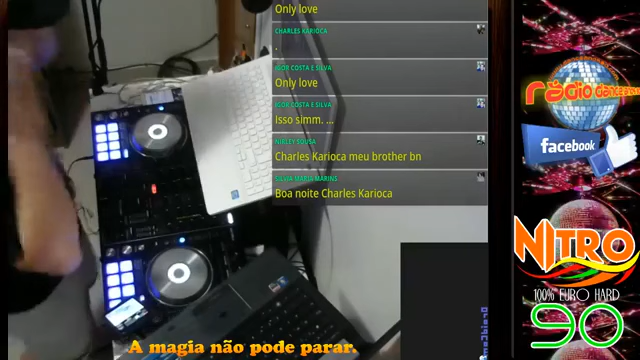 Only love
CHARLES KARIOCA
.
IGOR COSTA E SILVA
Only love
IGOR COSTA E SILVA
Isso simm. ...
NIRLEY SOUSA
Charles Karioca meu brother bn
SILVIA MARIA MARINS
Boa noite Charles Karioca
A magia não pode parar.
facebook
NITRO
100% EURO HARD
90